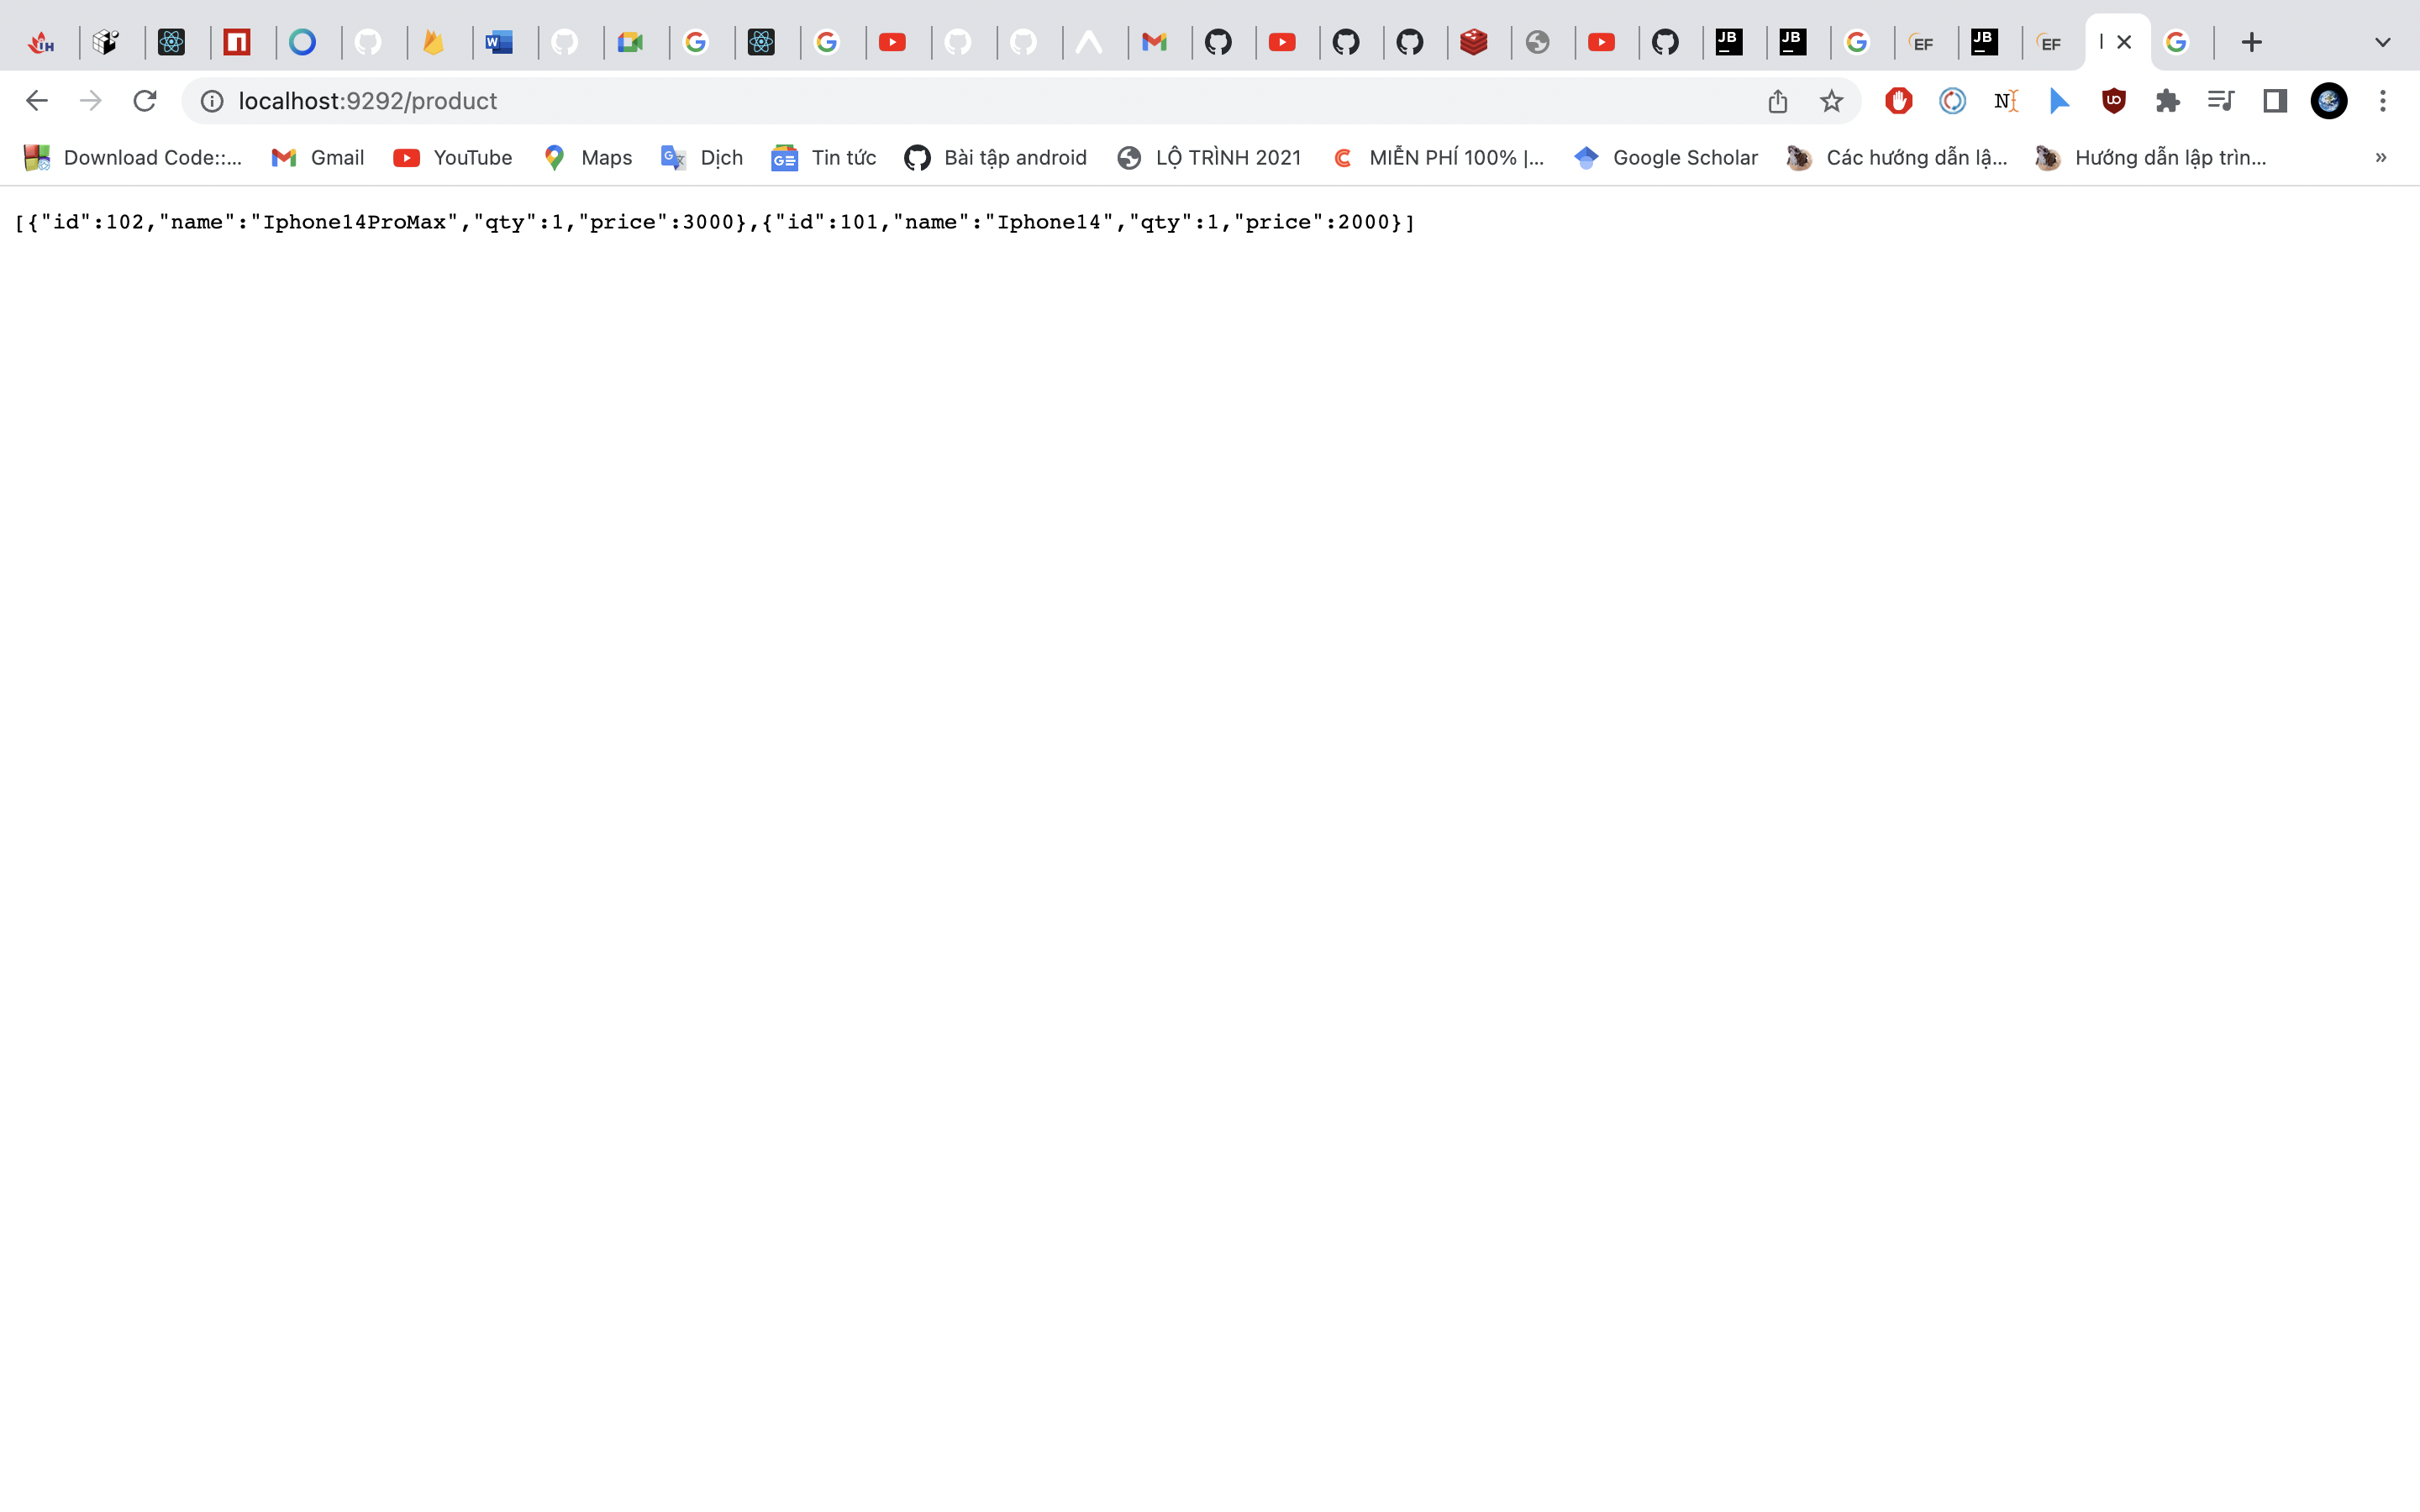 localhost:9292/product
Download Code::... Gmail YouTube Maps Dịch Tin tức Bài tập android LỘ TRÌNH 2021 MIỄN PHÍ 100% |... Google Scholar Các hướng dẫn lậ... Hướng dẫn lập trìn... »
[{"id":102,"name":"Iphone14ProMax","qty":1,"price":3000},{"id":101,"name":"Iphone14","qty":1,"price":2000}]